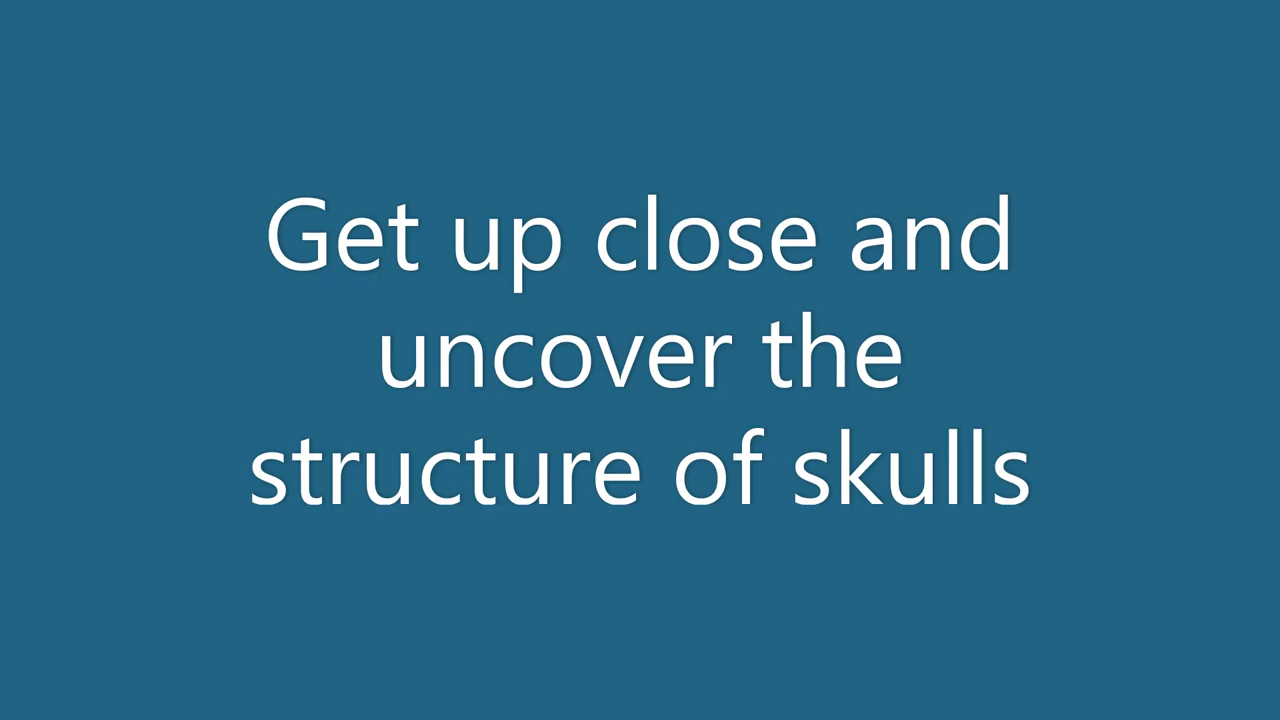 Get up close and
uncover the
structure of skulls